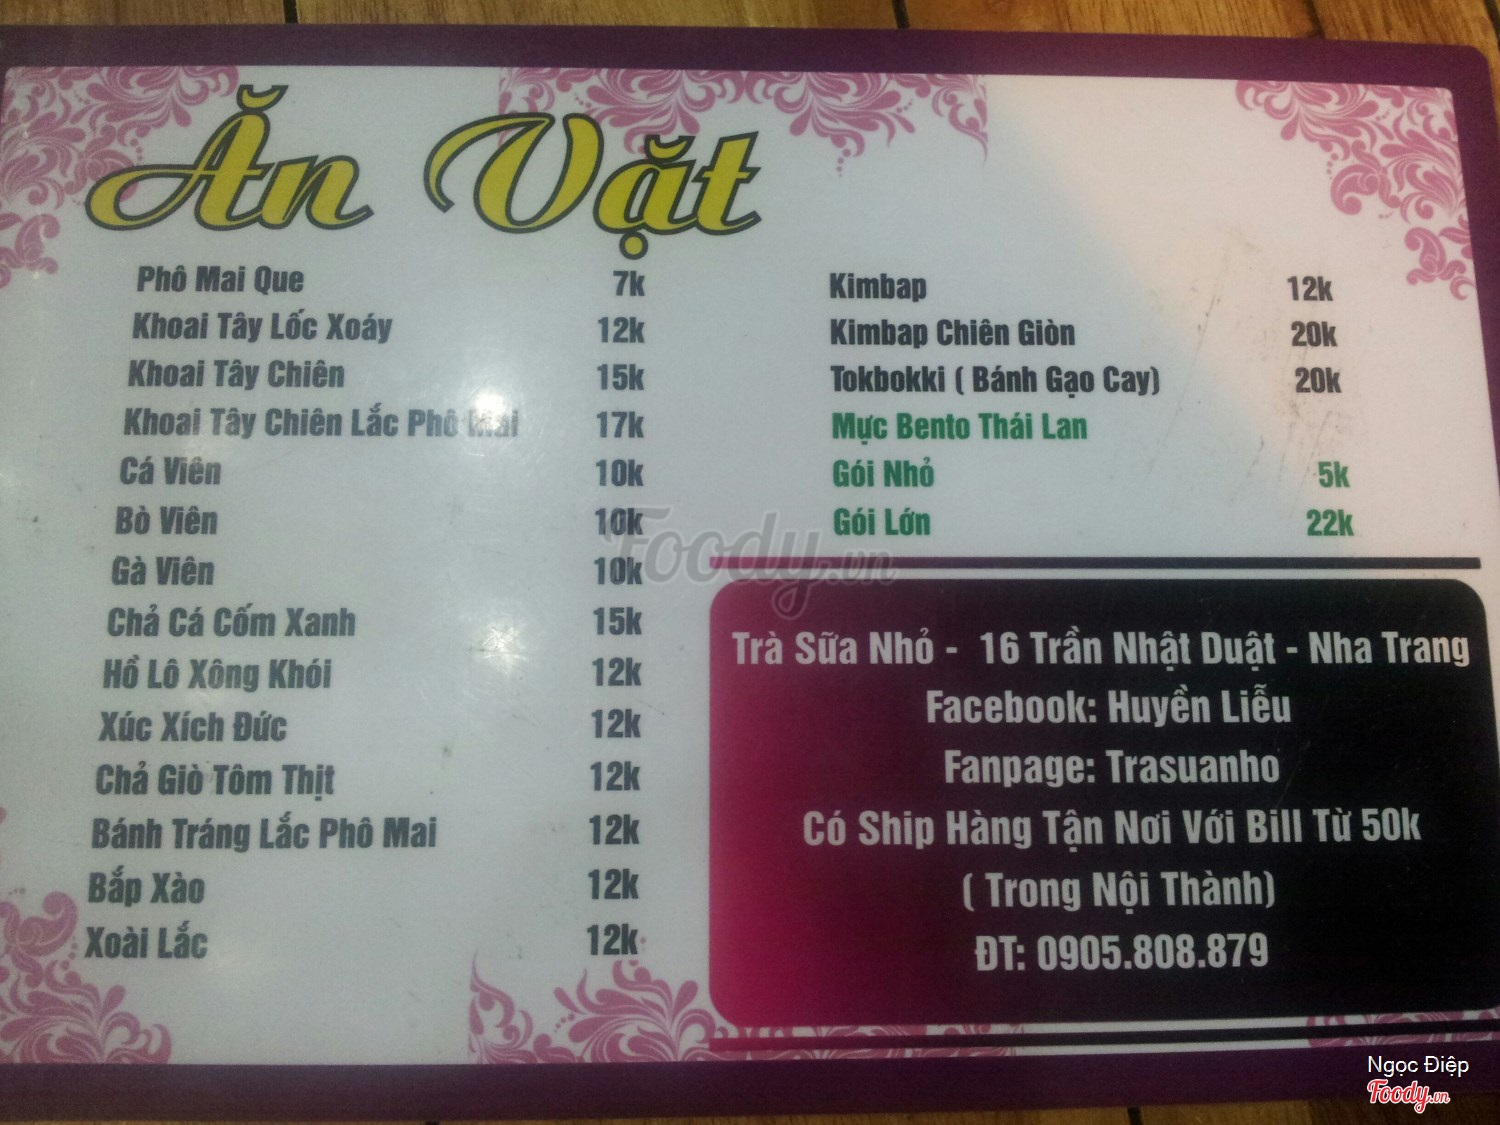 Ăn Vặt
Phô Mai Que 7k
Khoai Tây Lốc Xoáy 12k
Khoai Tây Chiên 15k
Khoai Tây Chiên Lắc Phô Mai 17k
Cá Viên 10k
Bò Viên 10k
Gà Viên 10k
Chả Cá Cốm Xanh 15k
Hồ Lô Xông Khói 12k
Xúc Xích Đức 12k
Chả Giò Tôm Thịt 12k
Bánh Tráng Lắc Phô Mai 12k
Bắp Xào 12k
Xoài Lắc 12k
Kimbap 12k
Kimbap Chiên Giòn 20k
Tokbokki ( Bánh Gạo Cay) 20k
Mực Bento Thái Lan
Gói Nhỏ 5k
Gói Lớn 22k
Foody.vn
Trà Sữa Nhỏ - 16 Trần Nhật Duật - Nha Trang
Facebook: Huyền Liễu
Fanpage: Trasuanho
Có Ship Hàng Tận Nơi Với Bill Từ 50k
( Trong Nội Thành)
ĐT: 0905.808.879
Ngọc Điệp
Foody.vn